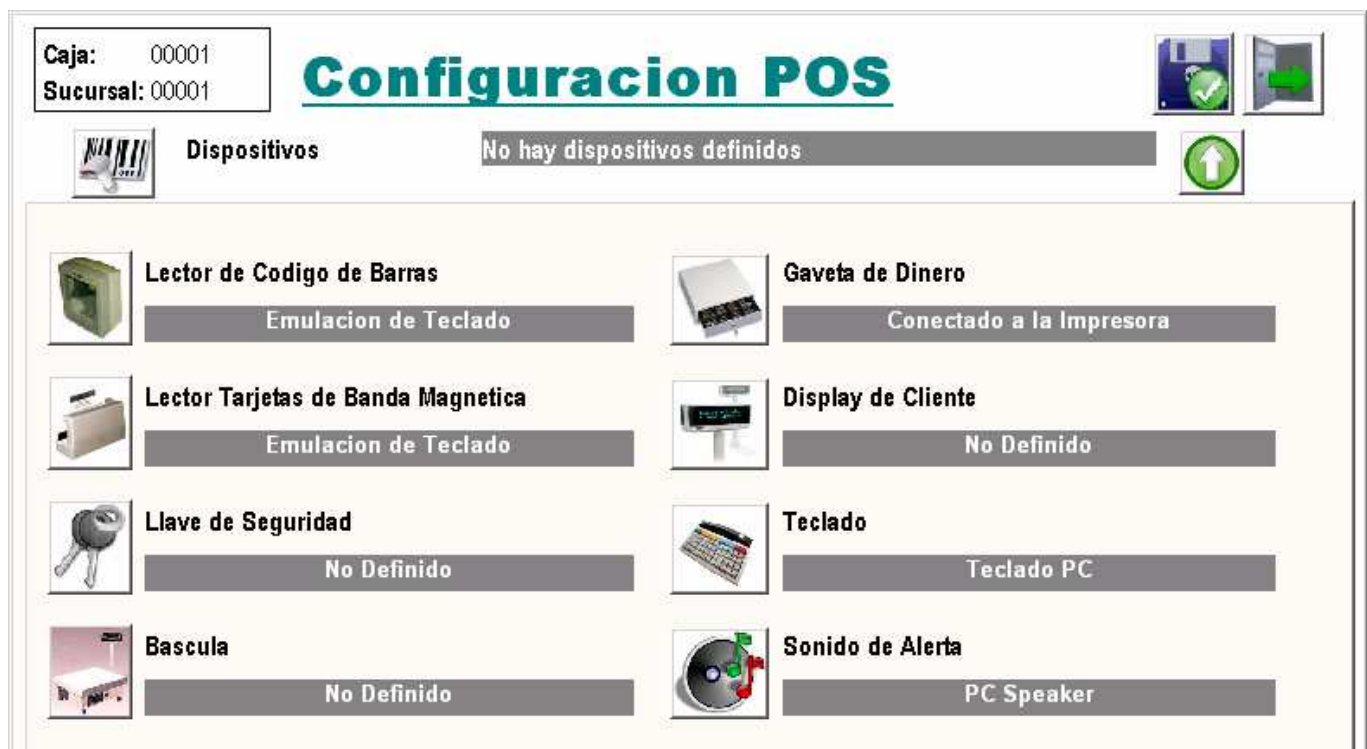 Caja: 00001
Sucursal: 00001
Configuracion POS
Dispositivos
No hay dispositivos definidos
Lector de Codigo de Barras
Emulacion de Teclado
Gaveta de Dinero
Conectado a la Impresora
Lector Tarjetas de Banda Magnetica
Emulacion de Teclado
Display de Cliente
No Definido
Llave de Seguridad
No Definido
Teclado
Teclado PC
Bascula
No Definido
Sonido de Alerta
PC Speaker